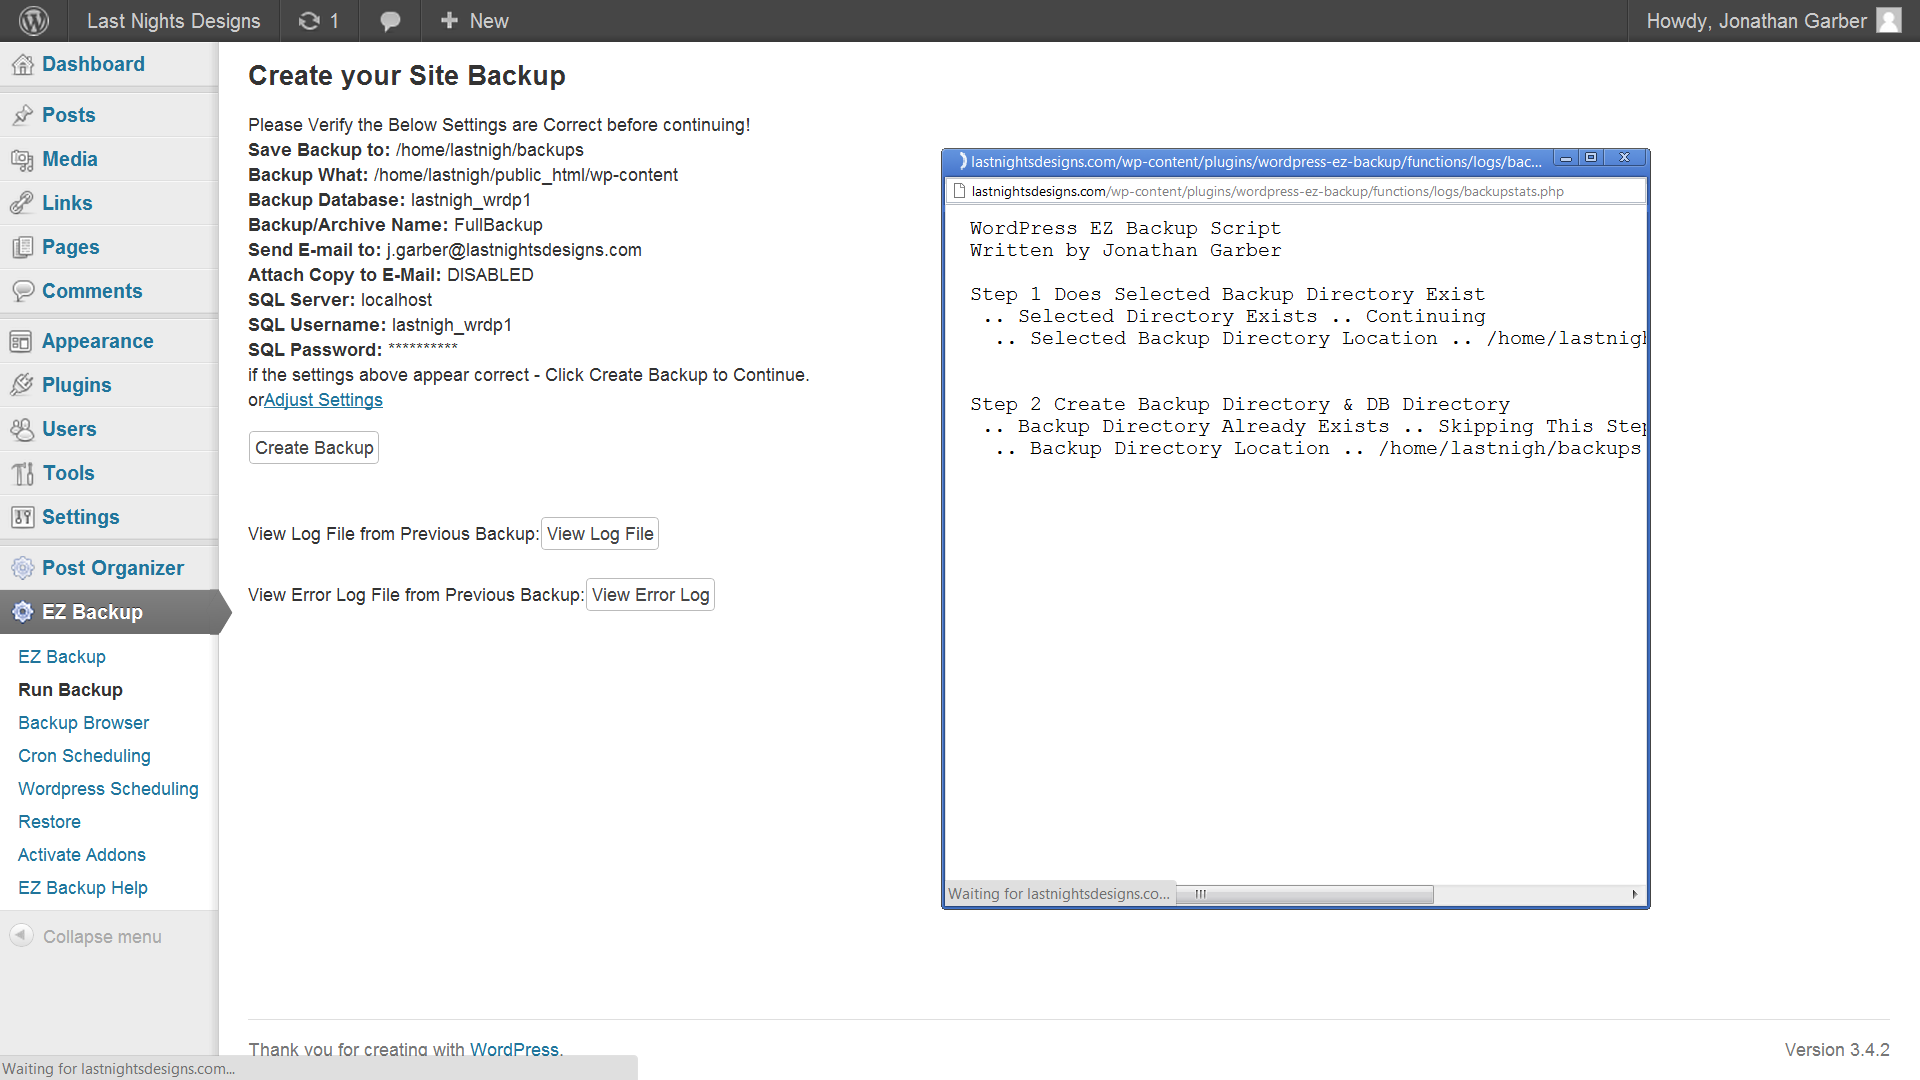 Last Nights Designs
1
New
Howdy, Jonathan Garber
Dashboard
Posts
Media
Links
Pages
Comments
Appearance
Plugins
Users
Tools
Settings
Post Organizer
EZ Backup
EZ Backup
Run Backup
Backup Browser
Cron Scheduling
Wordpress Scheduling
Restore
Activate Addons
EZ Backup Help
Collapse menu
Create your Site Backup
Please Verify the Below Settings are Correct before continuing!
Save Backup to: /home/lastnigh/backups
Backup What: /home/lastnigh/public_html/wp-content
Backup Database: lastnigh_wrdp1
Backup/Archive Name: FullBackup
Send E-mail to: j.garber@lastnightsdesigns.com
Attach Copy to E-Mail: DISABLED
SQL Server: localhost
SQL Username: lastnigh_wrdp1
SQL Password: **********
if the settings above appear correct - Click Create Backup to Continue.
orAdjust Settings
Create Backup
View Log File from Previous Backup: View Log File
View Error Log File from Previous Backup: View Error Log
lastnightsdesigns.com/wp-content/plugins/wordpress-ez-backup/functions/logs/bac...
lastnightsdesigns.com/wp-content/plugins/wordpress-ez-backup/functions/logs/backupstats.php
WordPress EZ Backup Script
Written by Jonathan Garber
Step 1 Does Selected Backup Directory Exist
.. Selected Directory Exists .. Continuing
.. Selected Backup Directory Location .. /home/lastnigh
Step 2 Create Backup Directory & DB Directory
.. Backup Directory Already Exists .. Skipping This Step
.. Backup Directory Location .. /home/lastnigh/backups
Waiting for lastnightsdesigns.co...
Thank you for creating with WordPress.
Version 3.4.2
Waiting for lastnightsdesigns.com...